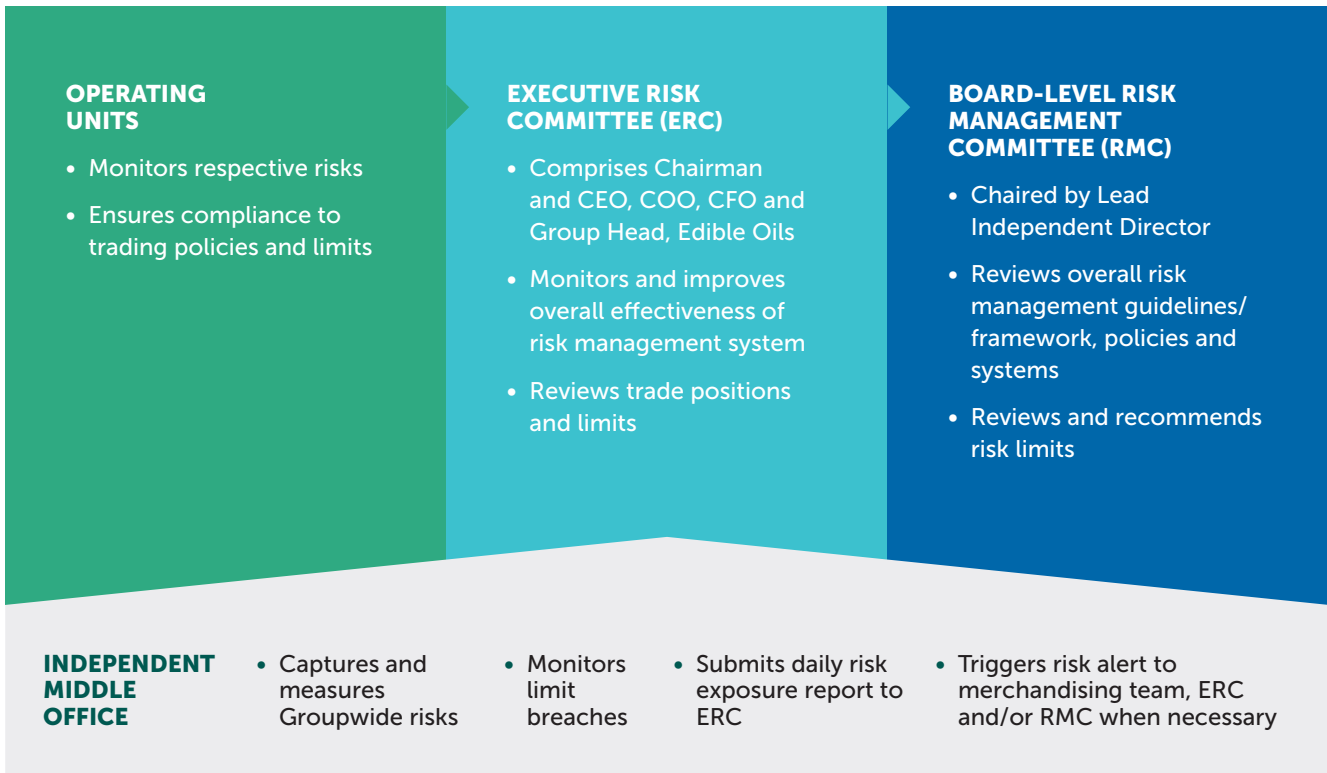 OPERATING
UNITS
• Monitors respective risks
• Ensures compliance to
trading policies and limits
EXECUTIVE RISK
COMMITTEE (ERC)
• Comprises Chairman
and CEO, COO, CFO and
Group Head, Edible Oils
• Monitors and improves
overall effectiveness of
risk management system
• Reviews trade positions
and limits
BOARD-LEVEL RISK
MANAGEMENT
COMMITTEE (RMC)
• Chaired by Lead
Independent Director
• Reviews overall risk
management guidelines/
framework, policies and
systems
• Reviews and recommends
risk limits
INDEPENDENT
MIDDLE
OFFICE
• Captures and
measures
Groupwide risks
• Monitors
limit
breaches
• Submits daily risk
exposure report to
ERC
• Triggers risk alert to
merchandising team, ERC
and/or RMC when necessary